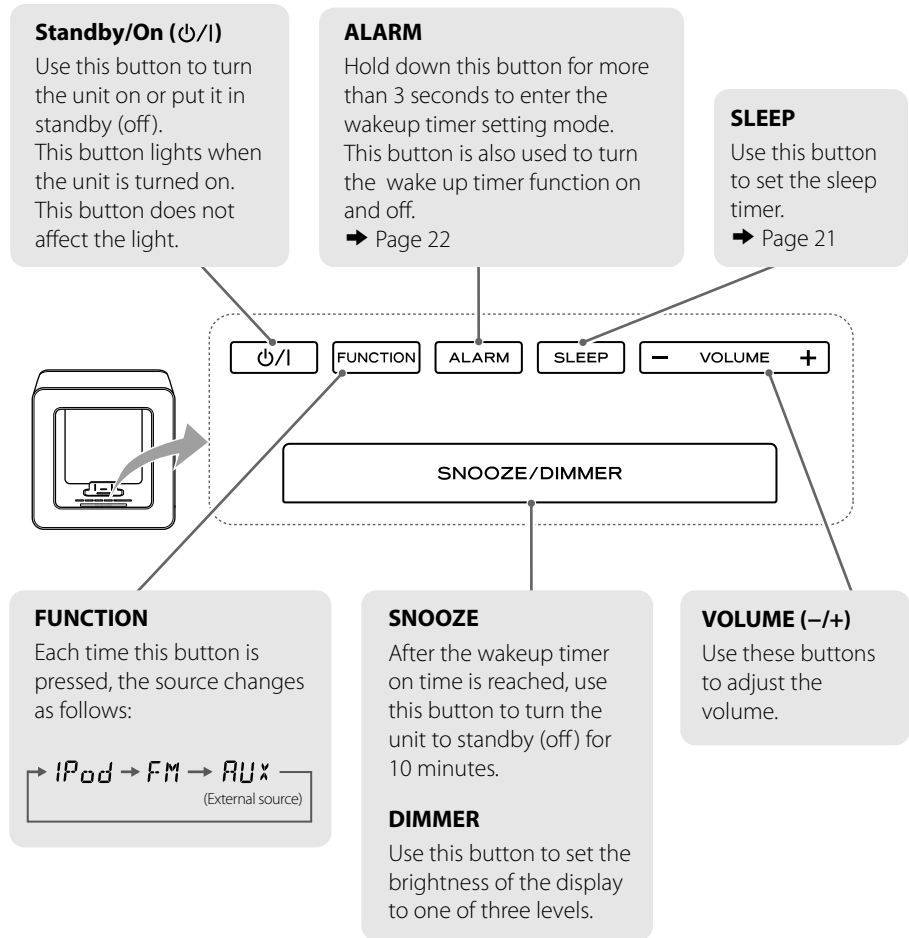 Standby/On (⏻/I)
Use this button to turn
the unit on or put it in
standby (off).
This button lights when
the unit is turned on.
This button does not
affect the light.
ALARM
Hold down this button for more
than 3 seconds to enter the
wakeup timer setting mode.
This button is also used to turn
the wake up timer function on
and off.
➡ Page 22
SLEEP
Use this button
to set the sleep
timer.
➡ Page 21
⏻/I FUNCTION ALARM SLEEP − VOLUME +
SNOOZE/DIMMER
FUNCTION
Each time this button is
pressed, the source changes
as follows:
IPod → FM → AUX
(External source)
SNOOZE
After the wakeup timer
on time is reached, use
this button to turn the
unit to standby (off) for
10 minutes.
DIMMER
Use this button to set the
brightness of the display
to one of three levels.
VOLUME (−/+)
Use these buttons
to adjust the
volume.